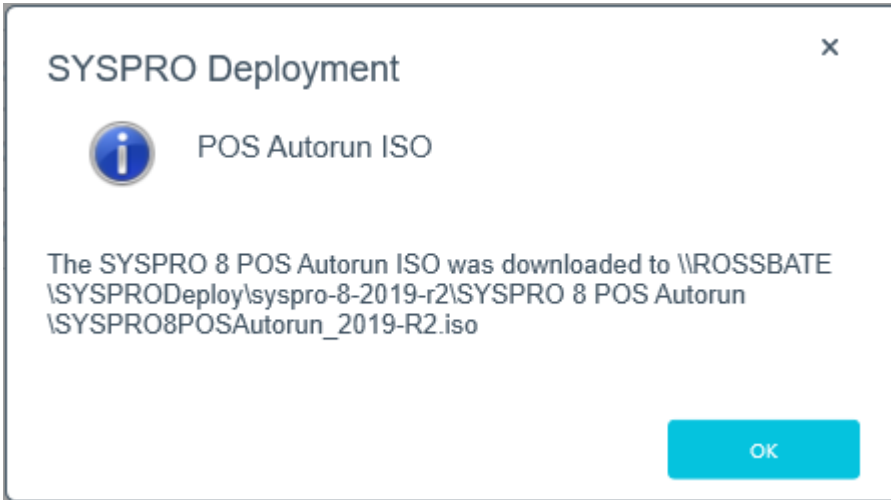 SYSPRO Deployment
POS Autorun ISO
The SYSPRO 8 POS Autorun ISO was downloaded to \\ROSSBATE
\SYSPRODeploy\syspro-8-2019-r2\SYSPRO 8 POS Autorun
\SYSPRO8POSAutorun_2019-R2.iso
OK